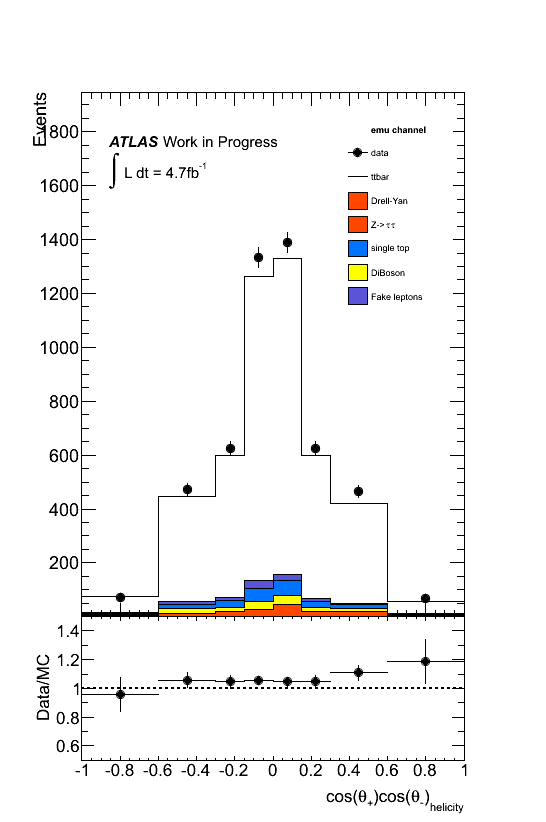 Events
1800
1600
1400
1200
1000
800
600
400
200
ATLAS Work in Progress
∫ L dt = 4.7fb⁻¹
emu channel
data
ttbar
Drell-Yan
Z->ττ
single top
DiBoson
Fake leptons
Data/MC
1.4
1.2
1
0.8
0.6
-1 -0.8 -0.6 -0.4 -0.2 0 0.2 0.4 0.6 0.8 1
cos(θ₊)cos(θ₋)helicity